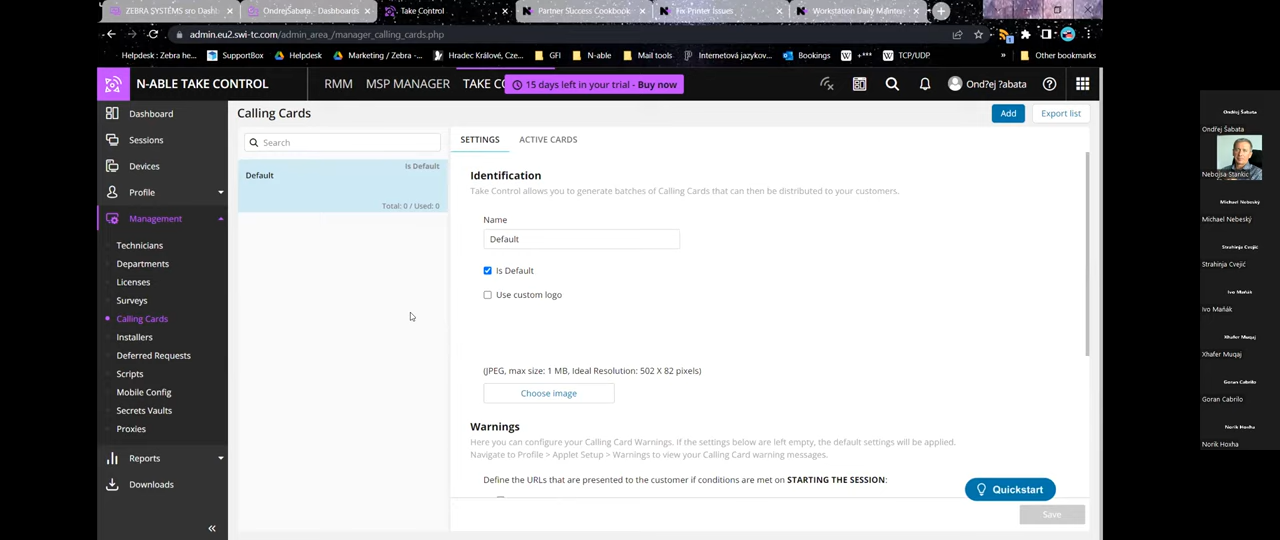 ZEBRA SYSTEMS sro Dashb
OndrejSabata - Dashboards
Take Control
Partner Success Cookbook
Fix Printer Issues
Workstation Daily Mainten
admin.eu2.swi-tc.com/admin_area_/manager_calling_cards.php
Helpdesk : Zebra he...
SupportBox
Helpdesk
Marketing / Zebra -...
Hradec Králové, Ol...
GFI
N-able
Mail tools
Internetová jazykov...
Bookings
+***
TCP/UDP
»
Other bookmarks
N-ABLE TAKE CONTROL
RMM
MSP MANAGER
TAKE CO
15 days left in your trial - Buy now
Ond?ej ?abata
Dashboard
Sessions
Devices
Profile
Management
Technicians
Departments
Licenses
Surveys
Calling Cards
Installers
Deferred Requests
Scripts
Mobile Config
Secrets Vaults
Proxies
Reports
Downloads
Calling Cards
Add
Export list
Search
Is Default
Default
Total: 0 / Used: 0
SETTINGS
ACTIVE CARDS
Identification
Take Control allows you to generate batches of Calling Cards that can then be distributed to your customers.
Name
Default
Is Default
Use custom logo
(JPEG, max size: 1 MB, Ideal Resolution: 502 X 82 pixels)
Choose image
Warnings
Here you can configure your Calling Card Warnings. If the settings below are left empty, the default settings will be applied.
Navigate to Profile > Applet Setup > Warnings to view your Calling Card warning messages.
Define the URLs that are presented to the customer if conditions are met on STARTING THE SESSION:
Quickstart
Save
Ondřej Šabata
Ondřej Šabata
Nebojsa Stankic
Michael Nebeský
Michael Nebeský
Strahinja Cvejić
Strahinja Cvejić
Ivo Maňák
Ivo Maňák
Xhafer Muqaj
Xhafer Muqaj
Goran Cabrilo
Goran Cabrilo
Norik Hoxha
Norik Hoxha